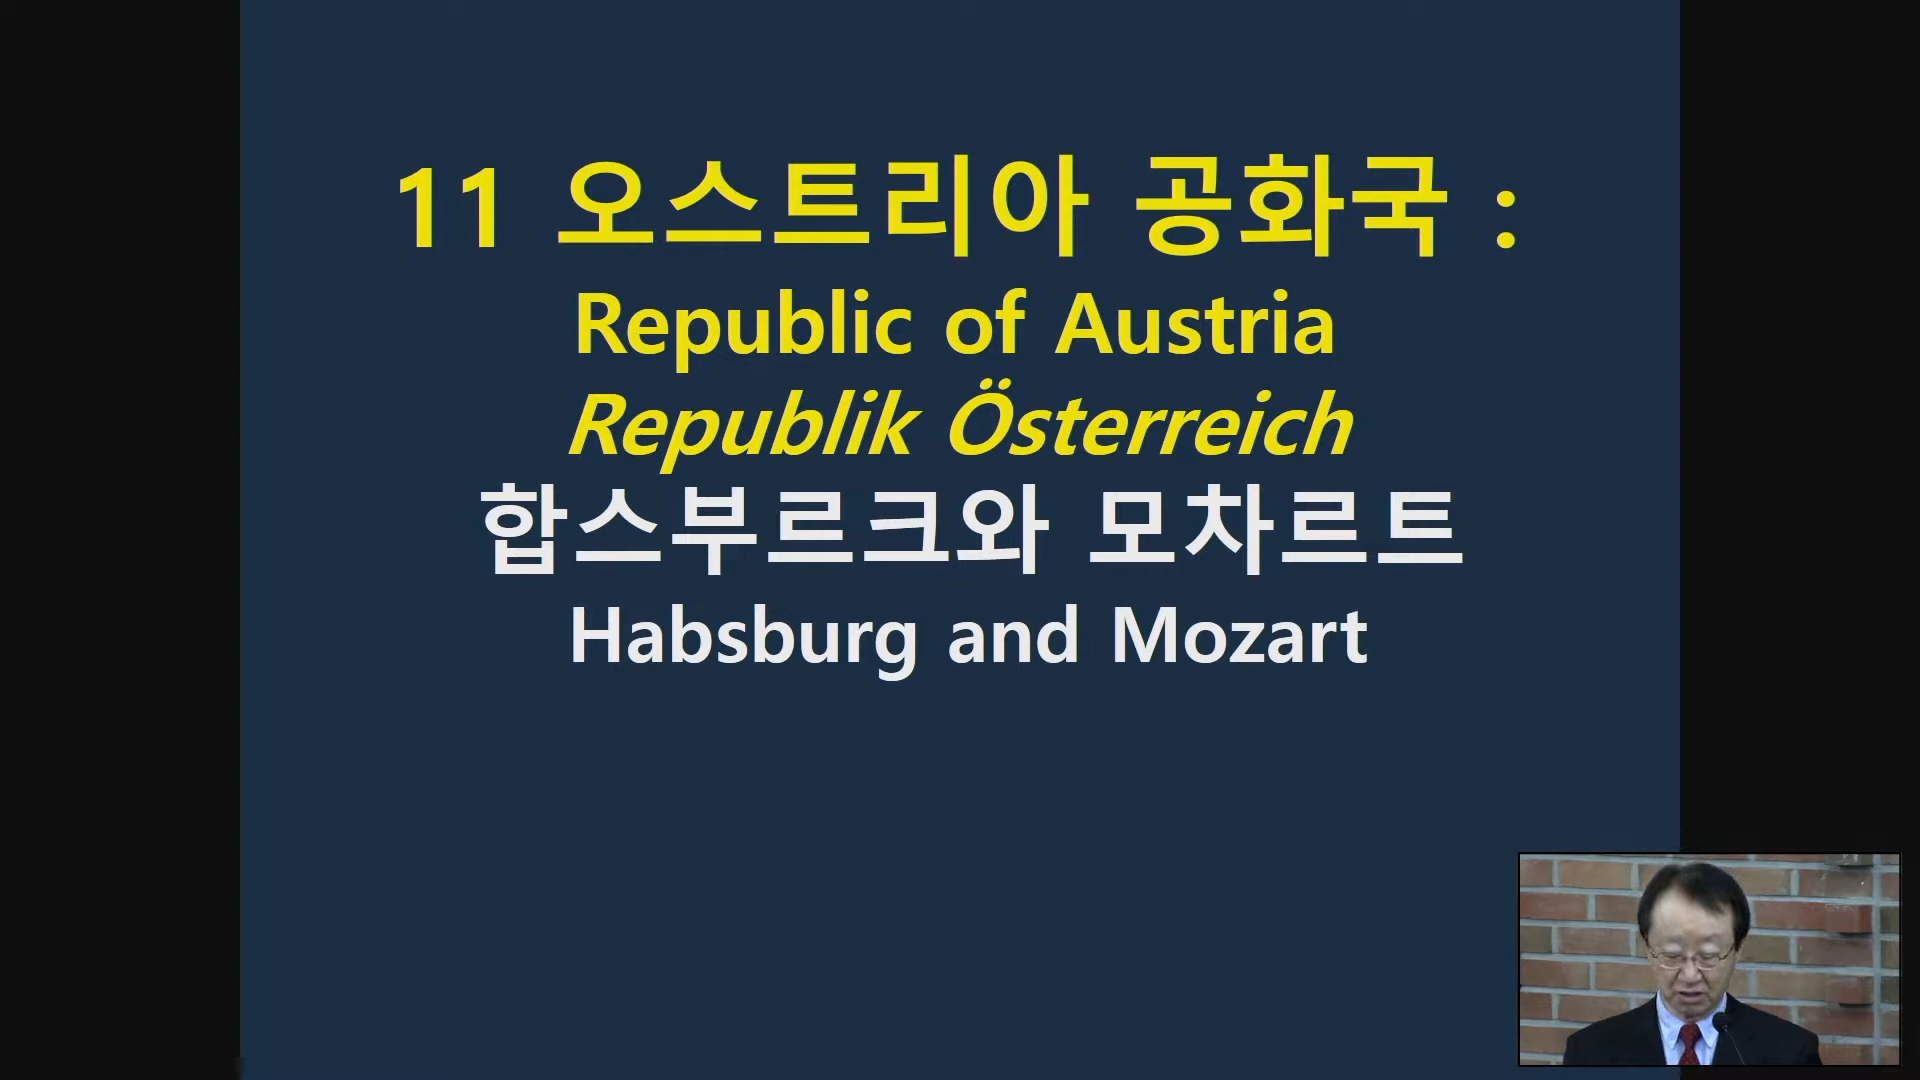 11 오스트리아 공화국 :
Republic of Austria
Republik Österreich
합스부르크와 모차르트
Habsburg and Mozart